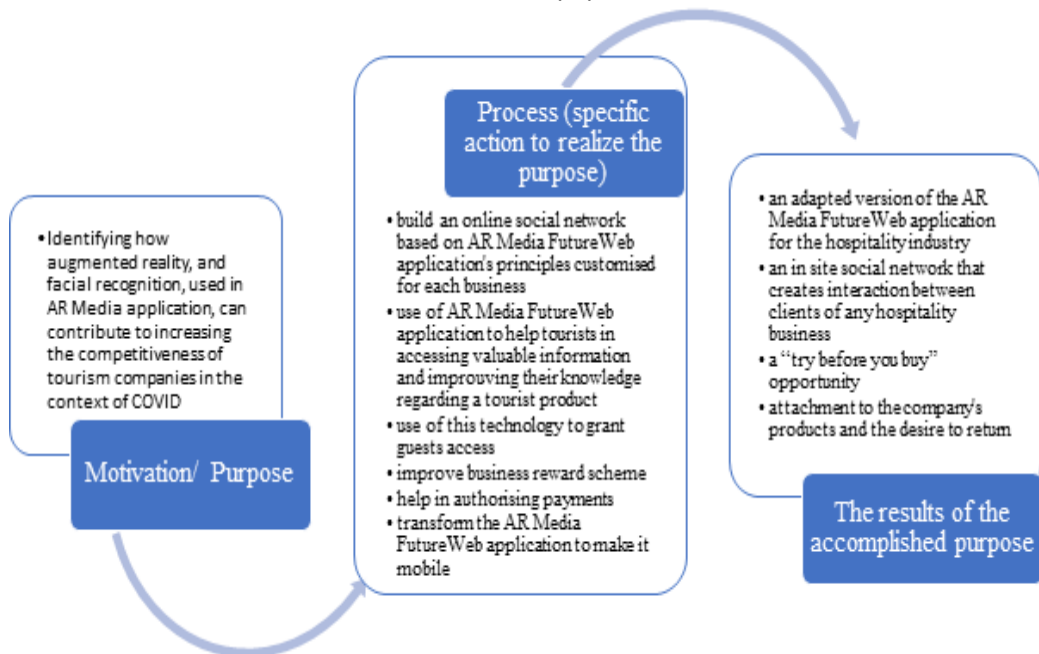 • Identifying how
augmented reality, and
facial recognition, used in
AR Media application, can
contribute to increasing
the competitiveness of
tourism companies in the
context of COVID
Motivation/ Purpose
Process (specific
action to realize the
purpose)
• build an online social network
based on AR Media FutureWeb
application's principles customised
for each business
• use of AR Media FutureWeb
application to help tourists in
accessing valuable information
and improuving their knowledge
regarding a tourist product
• use of this technology to grant
guests access
• improve business reward scheme
• help in authorising payments
• transform the AR Media
FutureWeb application to make it
mobile
• an adapted version of the AR
Media FutureWeb application
for the hospitality industry
• an in site social network that
creates interaction between
clients of any hospitality
business
• a “try before you buy”
opportunity
• attachment to the company's
products and the desire to return
The results of the
accomplished purpose